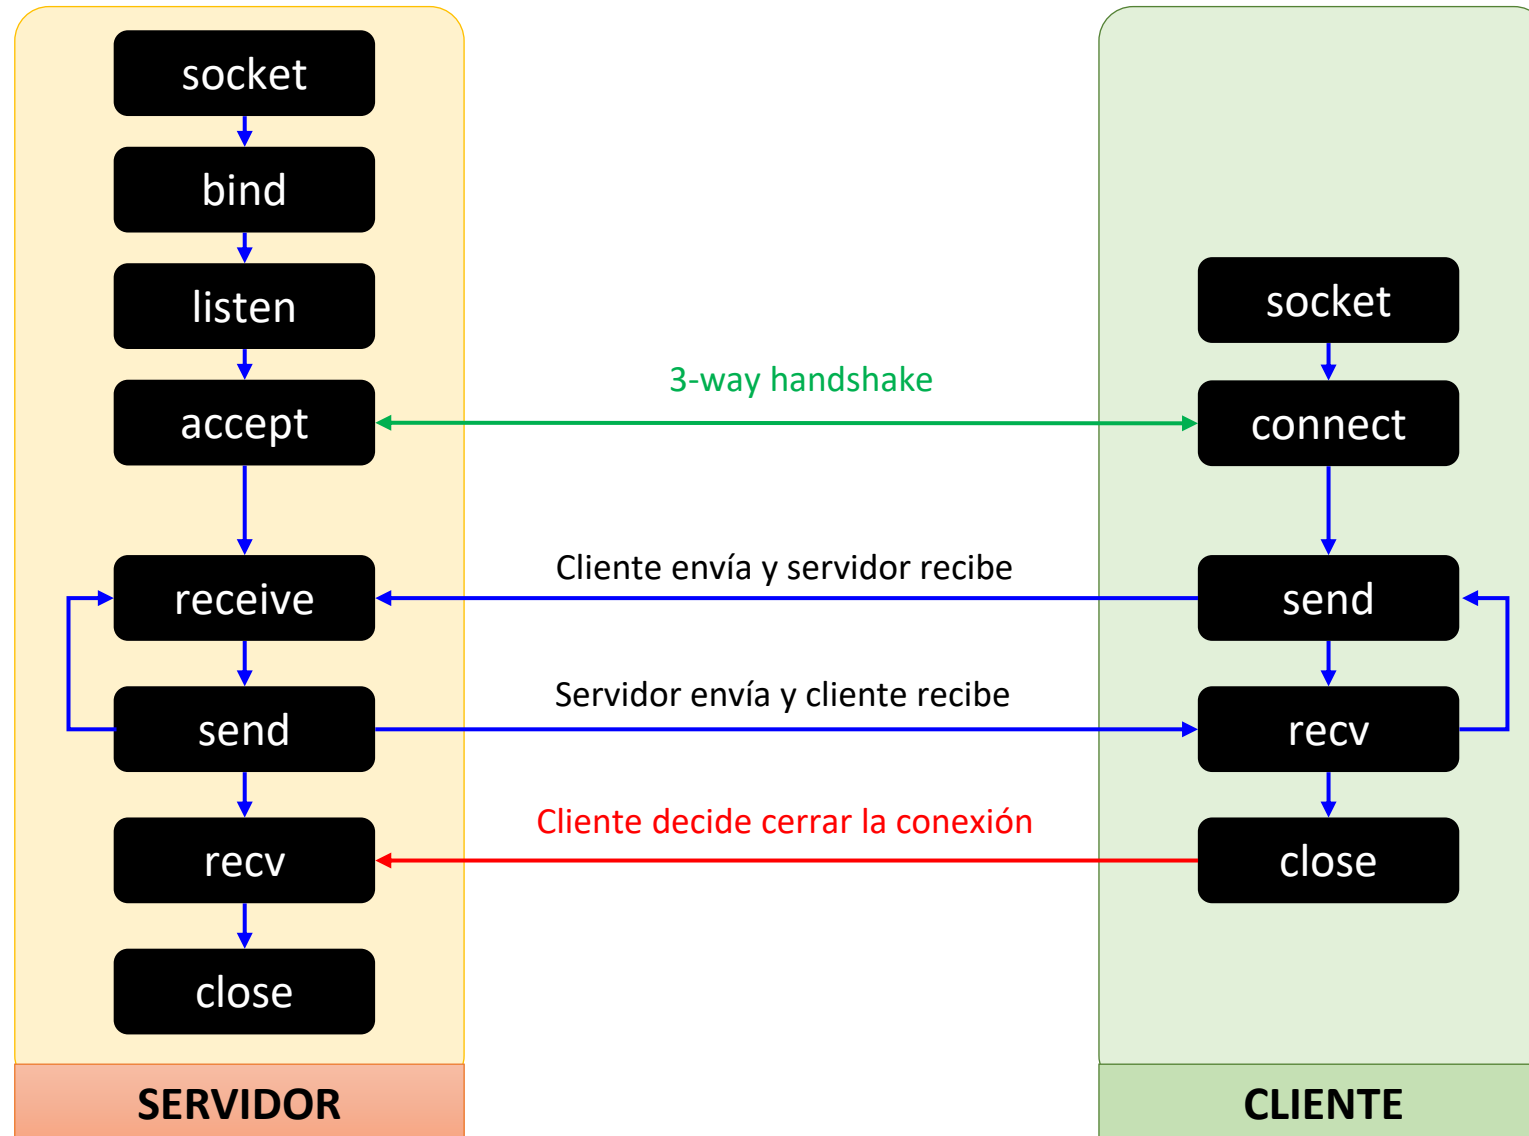 socket
bind
listen
accept
receive
send
recv
close
SERVIDOR
3-way handshake
Cliente envía y servidor recibe
Servidor envía y cliente recibe
Cliente decide cerrar la conexión
socket
connect
send
recv
close
CLIENTE